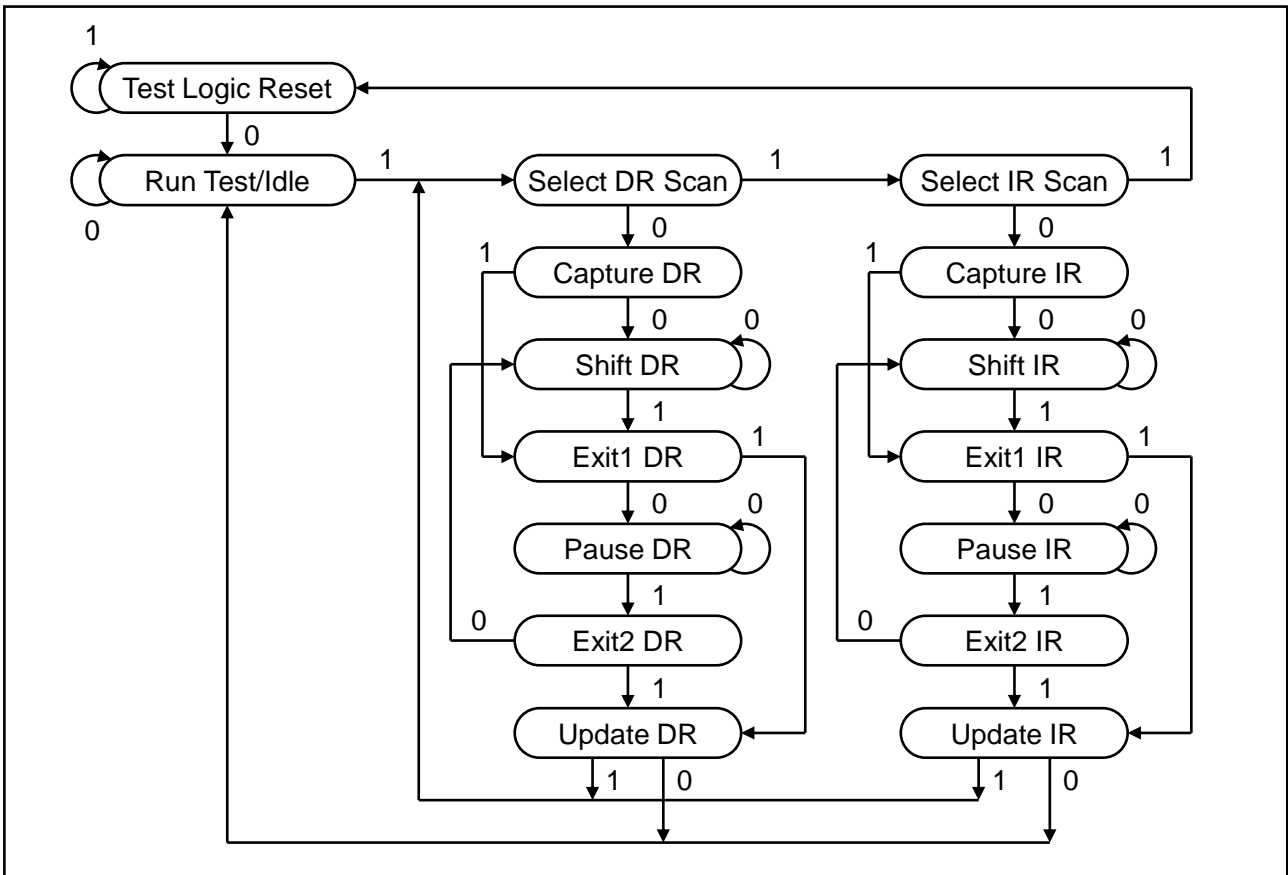 1
Test Logic Reset
0
Run Test/Idle
1
Select DR Scan
1
Select IR Scan
1
0
0
0
1
Capture DR
1
Capture IR
0
0
0
0
Shift DR
Shift IR
1
1
Exit1 DR
1
Exit1 IR
1
0
0
0
0
Pause DR
Pause IR
1
1
0
Exit2 DR
0
Exit2 IR
1
1
Update DR
Update IR
1
0
1
0